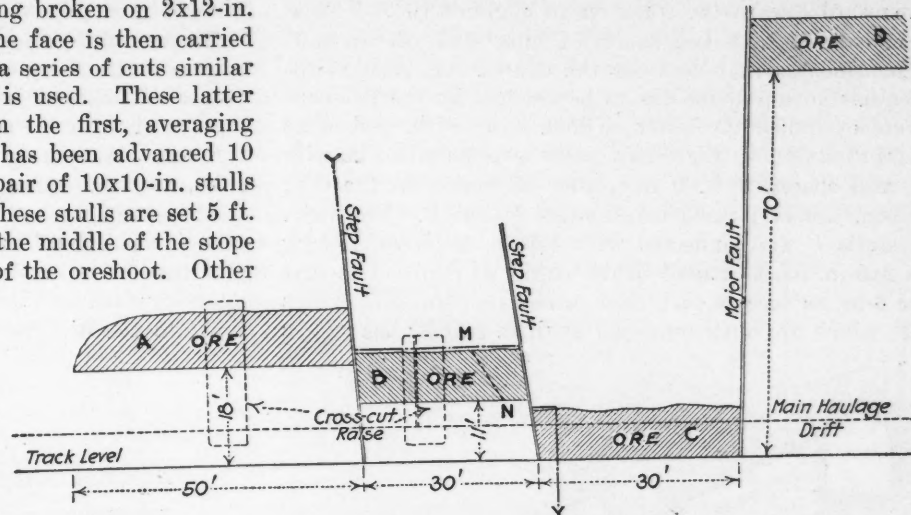 ng broken on 2x12-in.
ne face is then carried
a series of cuts similar
is used. These latter
n the first, averaging
has been advanced 10
pair of 10x10-in. stulls
hese stulls are set 5 ft.
the middle of the stope
of the oreshoot. Other
ORE D
70'
Major Fault
Step Fault
Step Fault
A ORE
M
B ORE
N
18'
Cross-cut
Raise
11'
ORE C
Main Haulage
Drift
Track Level
50'
30'
30'